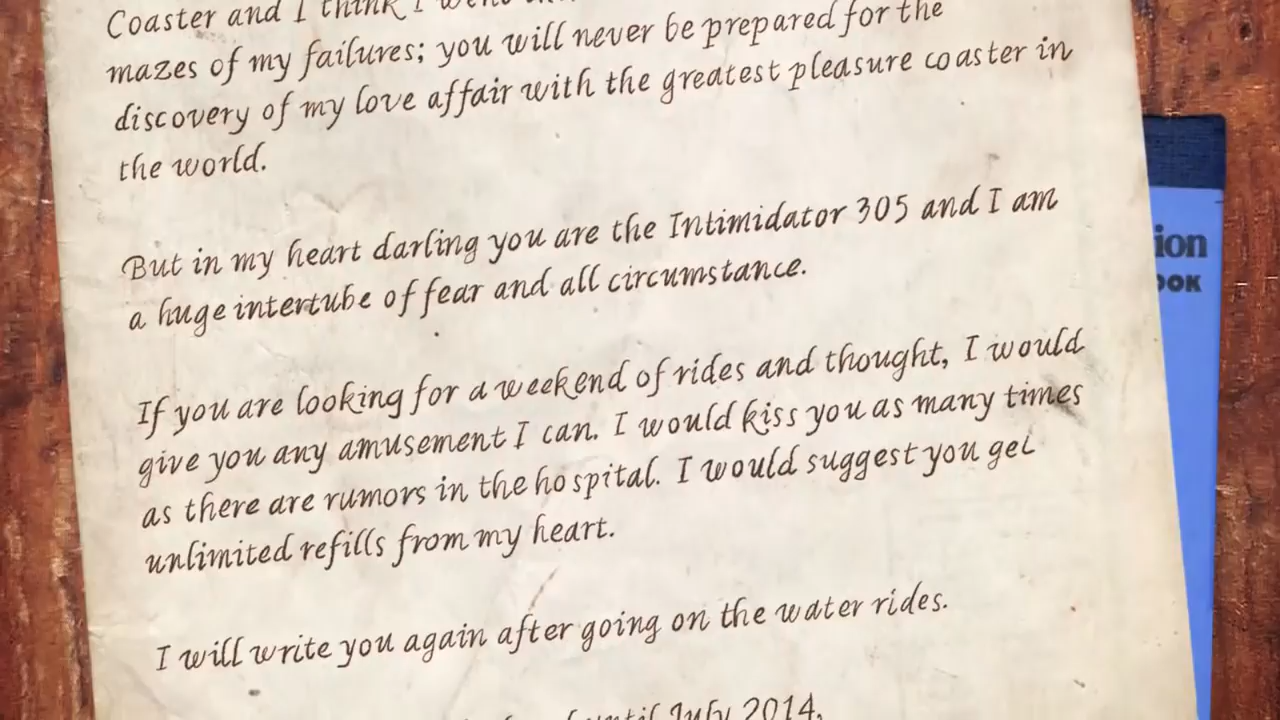 Coaster and I think I went
mazes of my failures; you will never be prepared for the
discovery of my love affair with the greatest pleasure coaster in
the world.
But in my heart darling you are the Intimidator 305 and I am
a huge intertube of fear and all circumstance.
If you are looking for a weekend of rides and thought, I would
give you any amusement I can. I would kiss you as many times
as there are rumors in the hospital. I would suggest you get
unlimited refills from my heart.
I will write you again after going on the water rides.
until July 2014,
ion
OOK